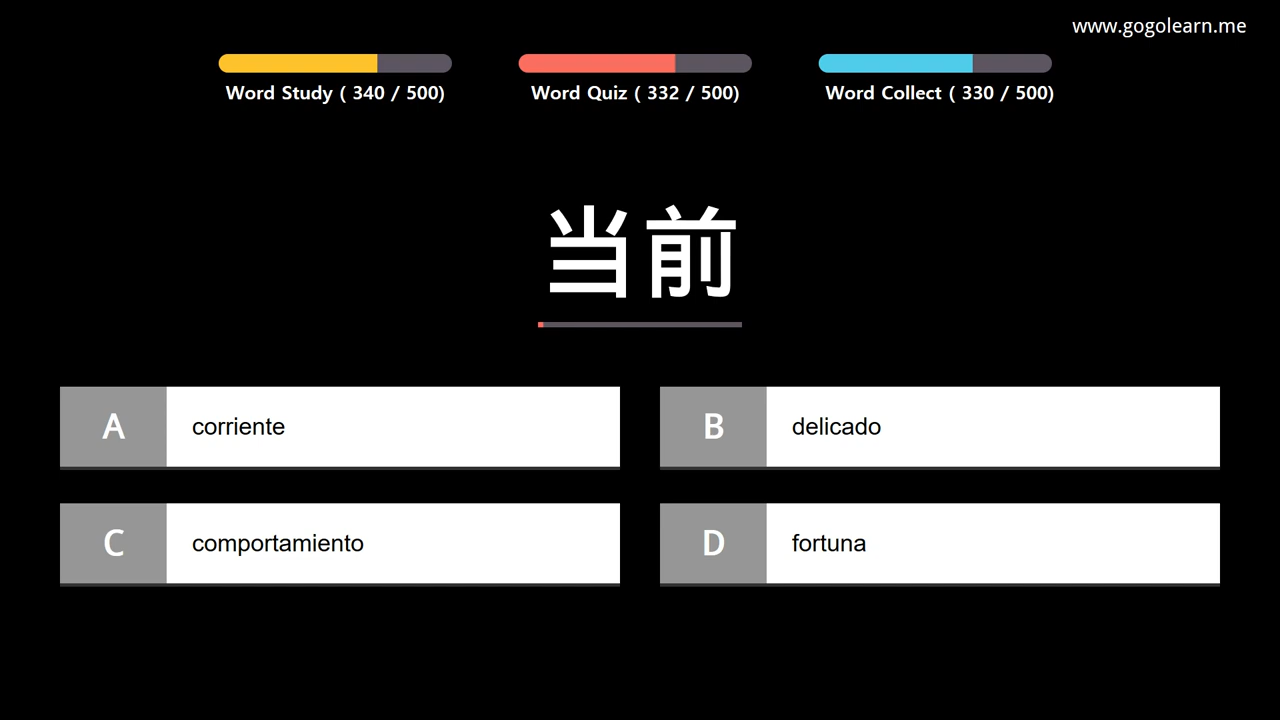 www.gogolearn.me
Word Study ( 340 / 500)
Word Quiz ( 332 / 500)
Word Collect ( 330 / 500)
当前
A corriente
B delicado
C comportamiento
D fortuna